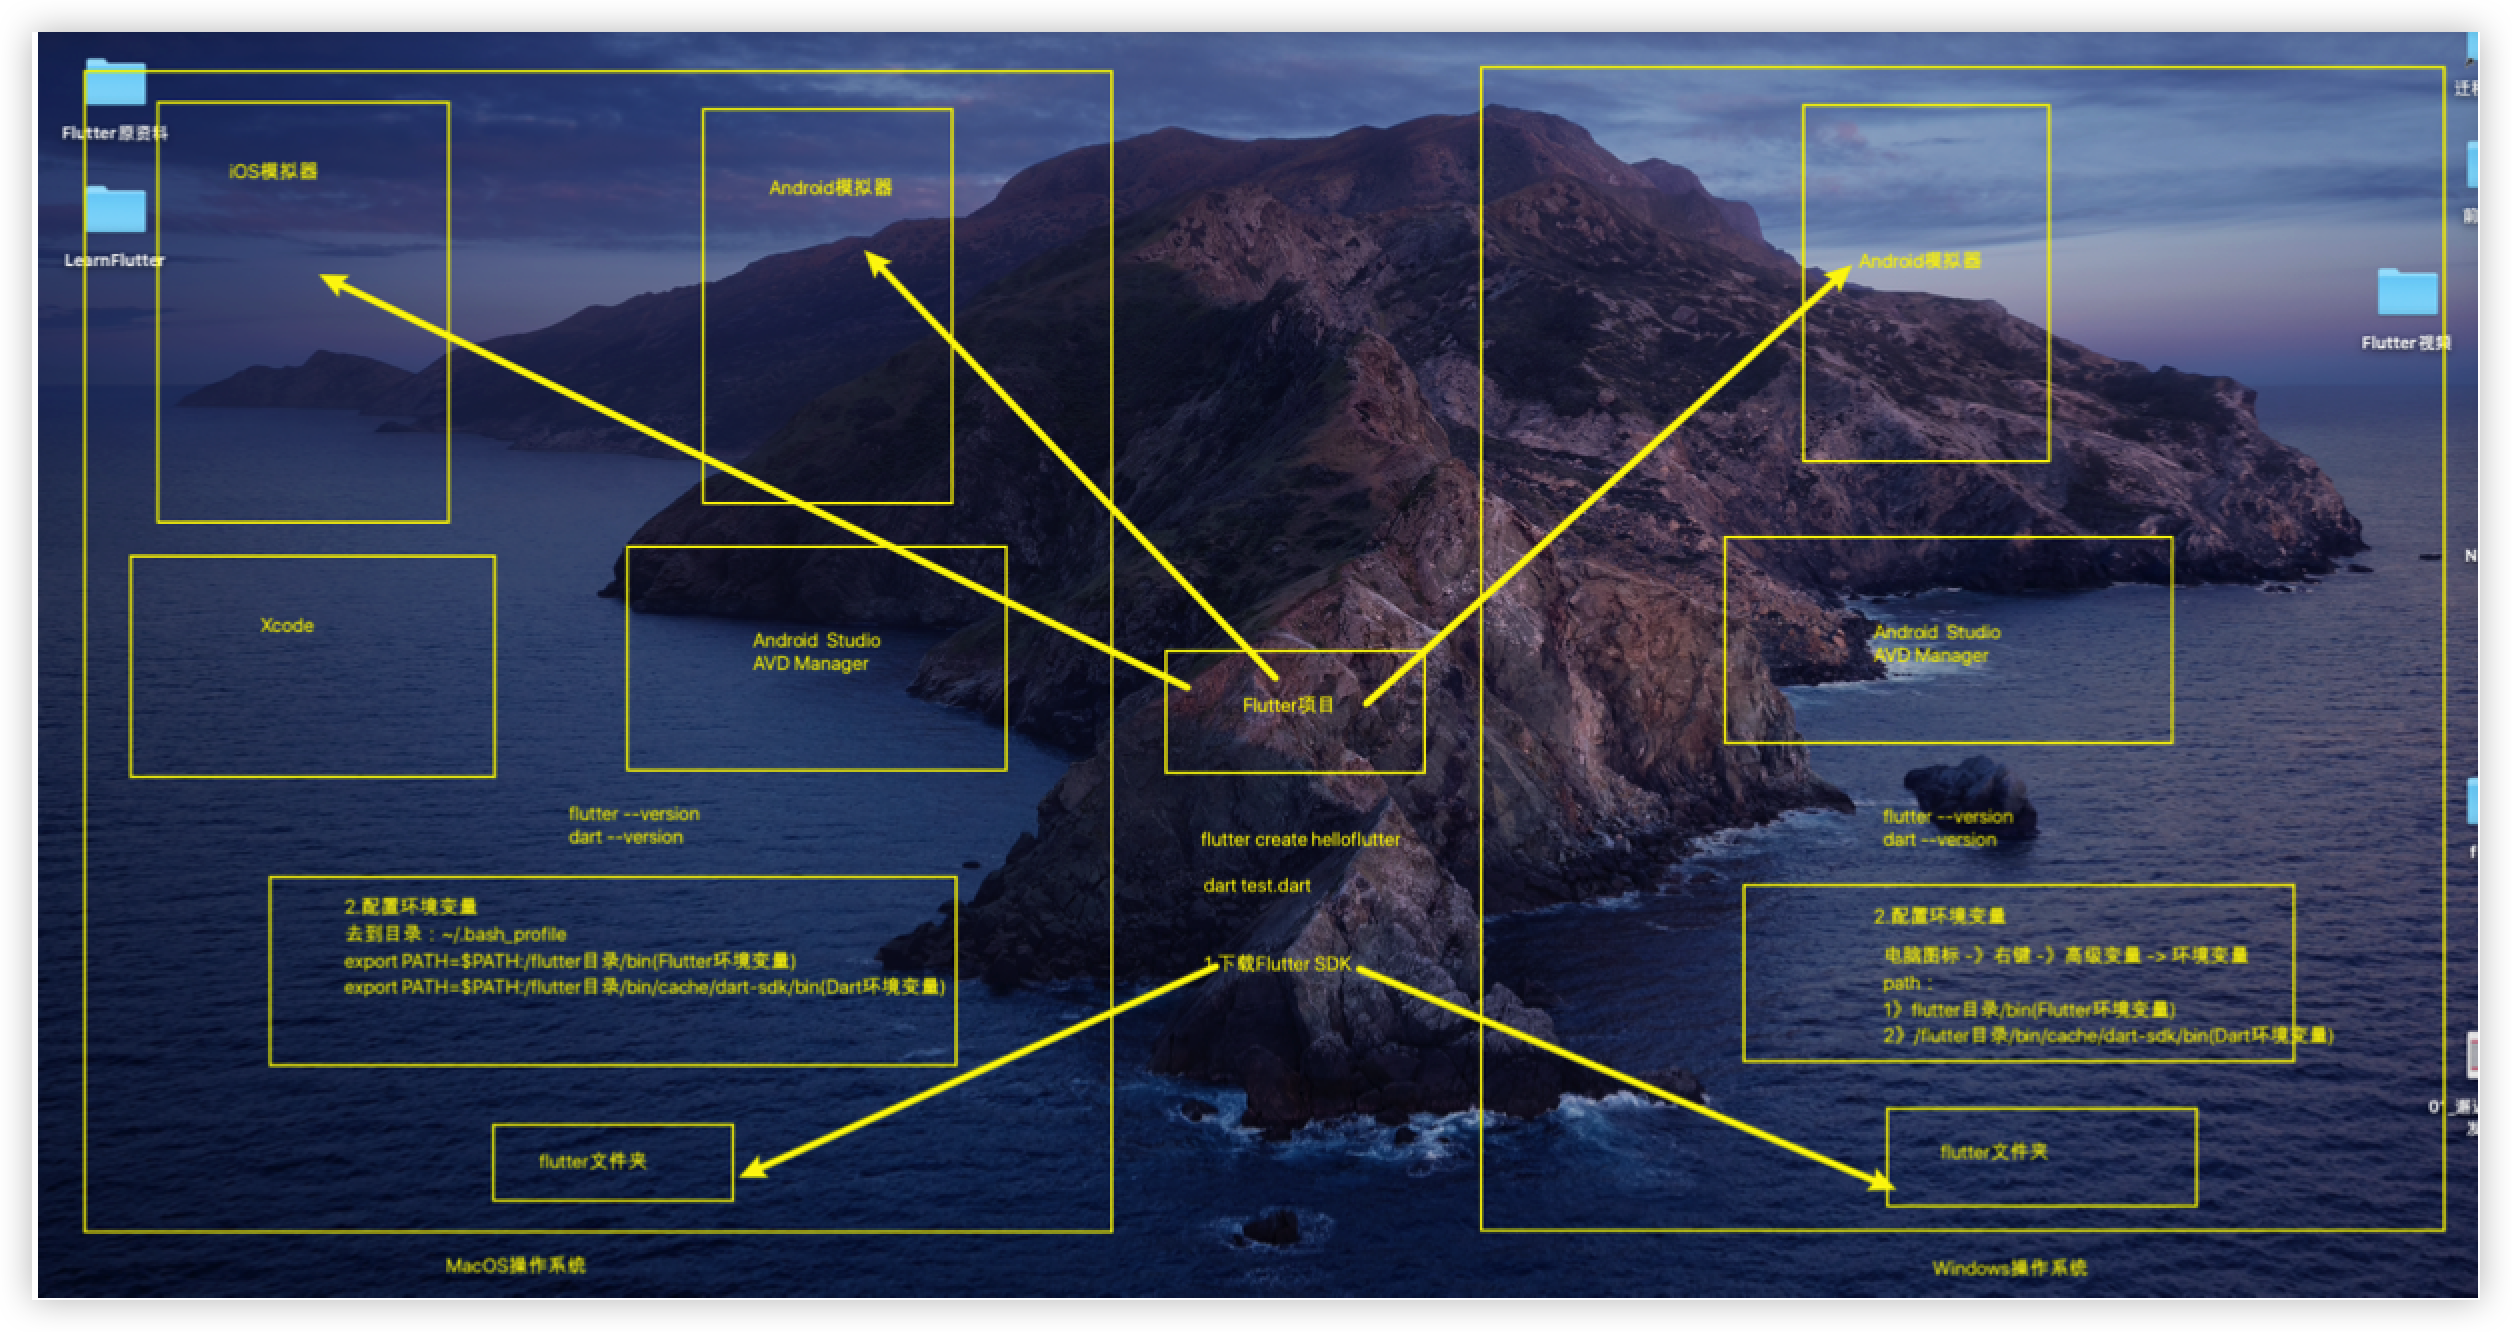 Flutter原资料
LearnFlutter
iOS模拟器
Android模拟器
Xcode
Android Studio
AVD Manager
flutter --version
dart --version
2.配置环境变量
去到目录：~/.bash_profile
export PATH=$PATH:/flutter目录/bin(Flutter环境变量)
export PATH=$PATH:/flutter目录/bin/cache/dart-sdk/bin(Dart环境变量)
flutter文件夹
MacOS操作系统
Flutter项目
flutter create helloflutter
dart test.dart
1.下载Flutter SDK
Android模拟器
Android Studio
AVD Manager
flutter --version
dart --version
2.配置环境变量
电脑图标 -》右键 -》高级变量 -> 环境变量
path：
1》flutter目录/bin(Flutter环境变量)
2》/flutter目录/bin/cache/dart-sdk/bin(Dart环境变量)
flutter文件夹
Windows操作系统
Flutter视频
前
N